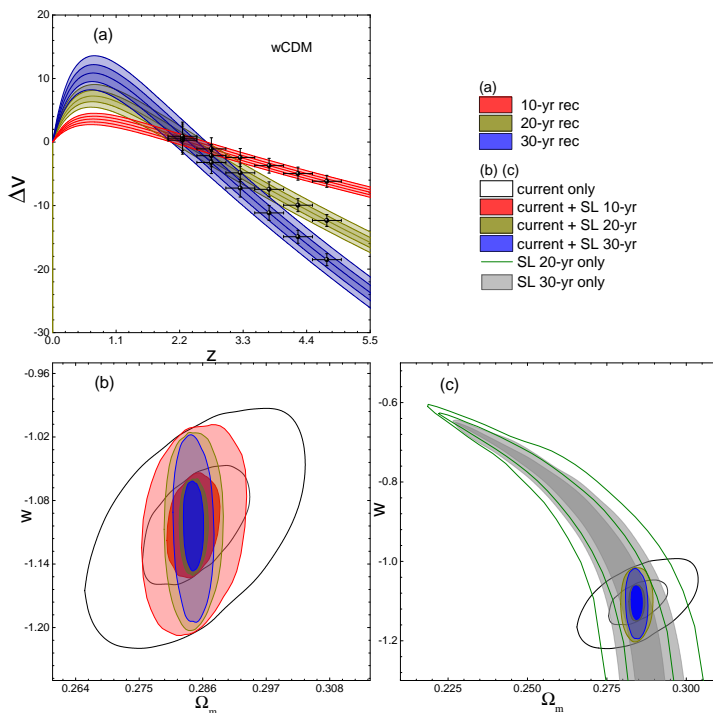 20
(a)
wCDM
10
0
ΔV
-10
-20
-30
0.0 1.1 2.2 3.3 4.4 5.5
z
(a)
10-yr rec
20-yr rec
30-yr rec
(b) (c)
current only
current + SL 10-yr
current + SL 20-yr
current + SL 30-yr
SL 20-yr only
SL 30-yr only
-0.96
(b)
-1.02
-1.08
w
-1.14
-1.20
0.264 0.275 0.286 0.297 0.308
Ω_m
(c)
-0.6
-0.8
w
-1.0
-1.2
0.225 0.250 0.275 0.300
Ω_m